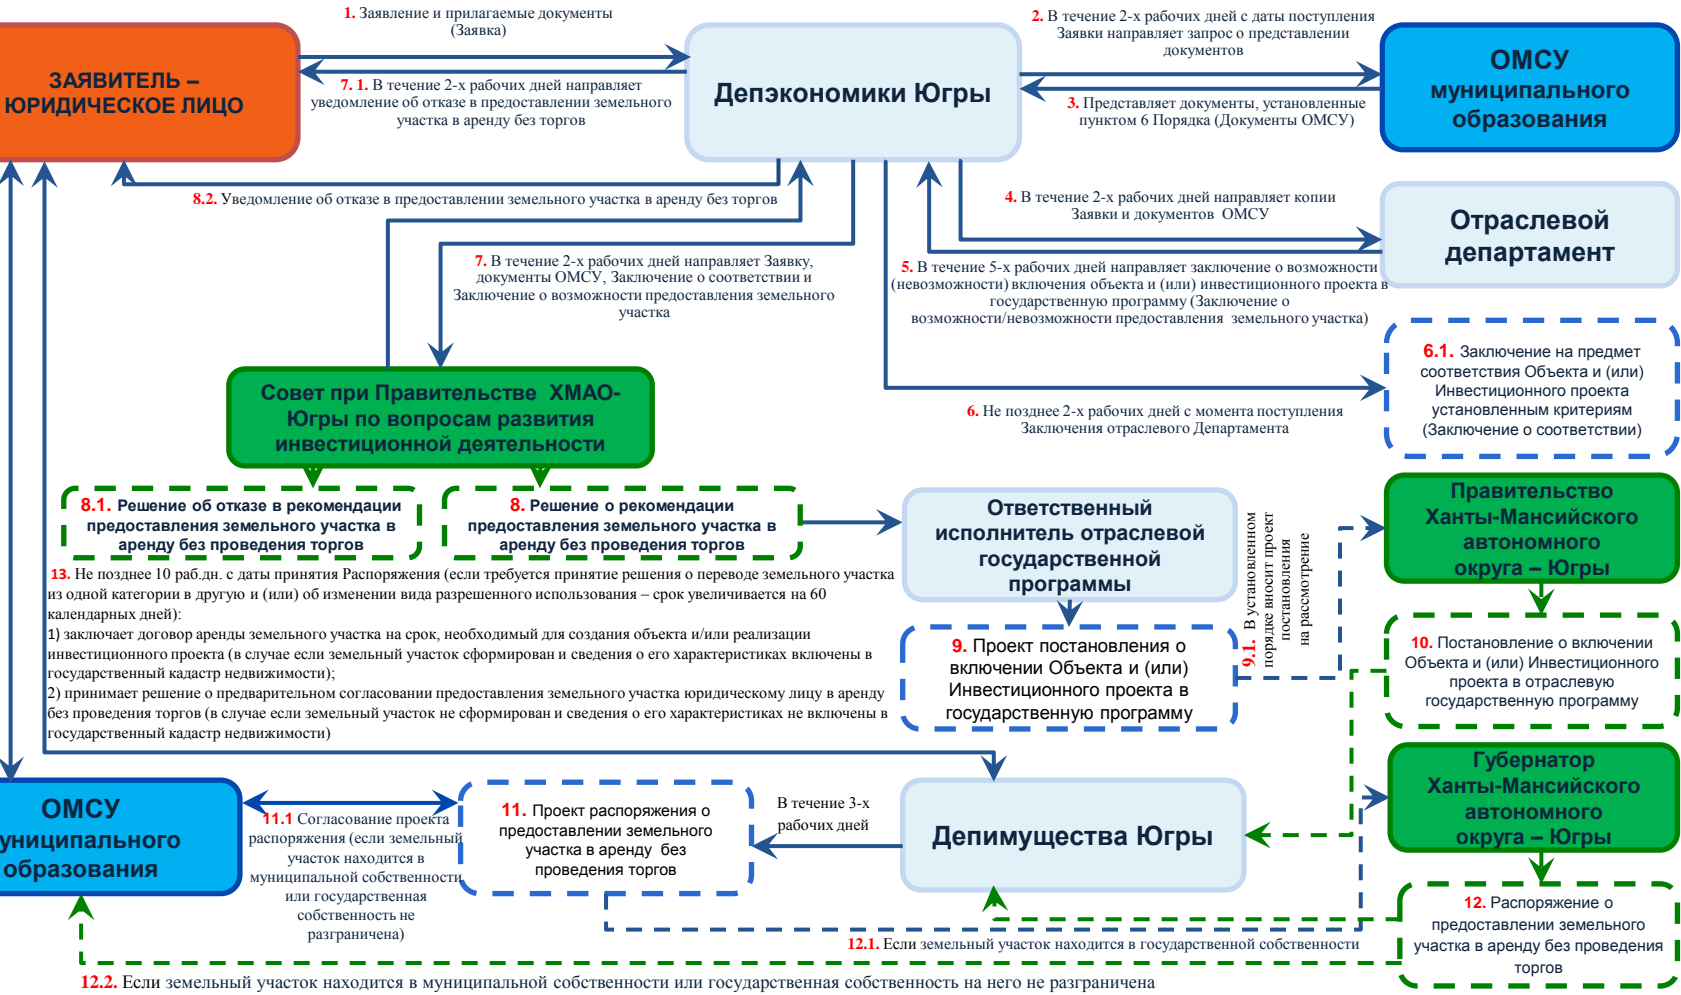 1. Заявление и прилагаемые документы
(Заявка)
2. В течение 2-х рабочих дней с даты поступления
Заявки направляет запрос о представлении
документов
ЗАЯВИТЕЛЬ –
ЮРИДИЧЕСКОЕ ЛИЦО
7. 1. В течение 2-х рабочих дней направляет
уведомление об отказе в предоставлении земельного
участка в аренду без торгов
Депэкономики Югры
3. Представляет документы, установленные
пунктом 6 Порядка (Документы ОМСУ)
ОМСУ
муниципального
образования
8.2. Уведомление об отказе в предоставлении земельного участка в аренду без торгов
4. В течение 2-х рабочих дней направляет копии
Заявки и документов ОМСУ
Отраслевой
департамент
7. В течение 2-х рабочих дней направляет Заявку,
документы ОМСУ, Заключение о соответствии и
Заключение о возможности предоставления земельного
участка
5. В течение 5-х рабочих дней направляет заключение о возможности
(невозможности) включения объекта и (или) инвестиционного проекта в
государственную программу (Заключение о
возможности/невозможности предоставления земельного участка)
6.1. Заключение на предмет
соответствия Объекта и (или)
Инвестиционного проекта
установленным критериям
(Заключение о соответствии)
6. Не позднее 2-х рабочих дней с момента поступления
Заключения отраслевого Департамента
Совет при Правительстве ХМАО-
Югры по вопросам развития
инвестиционной деятельности
8.1. Решение об отказе в рекомендации
предоставления земельного участка в
аренду без проведения торгов
8. Решение о рекомендации
предоставления земельного участка в
аренду без проведения торгов
Ответственный
исполнитель отраслевой
государственной
программы
9.1. В установленном
порядке вносит проект
постановления
на рассмотрение
Правительство
Ханты-Мансийского
автономного
округа – Югры
13. Не позднее 10 раб.дн. с даты принятия Распоряжения (если требуется принятие решения о переводе земельного участка
из одной категории в другую и (или) об изменении вида разрешенного использования – срок увеличивается на 60
календарных дней):
1) заключает договор аренды земельного участка на срок, необходимый для создания объекта и/или реализации
инвестиционного проекта (в случае если земельный участок сформирован и сведения о его характеристиках включены в
государственный кадастр недвижимости);
2) принимает решение о предварительном согласовании предоставления земельного участка юридическому лицу в аренду
без проведения торгов (в случае если земельный участок не сформирован и сведения о его характеристиках не включены в
государственный кадастр недвижимости)
9. Проект постановления о
включении Объекта и (или)
Инвестиционного проекта в
государственную программу
10. Постановление о включении
Объекта и (или) Инвестиционного
проекта в отраслевую
государственную программу
ОМСУ
униципального
образования
11.1 Согласование проекта
распоряжения (если земельный
участок находится в
муниципальной собственности
или государственная
собственность не
разграничена)
11. Проект распоряжения о
предоставлении земельного
участка в аренду без
проведения торгов
В течение 3-х
рабочих дней
Депимущества Югры
Губернатор
Ханты-Мансийского
автономного
округа – Югры
12. Распоряжение о
предоставлении земельного
участка в аренду без проведения
торгов
12.1. Если земельный участок находится в государственной собственности
12.2. Если земельный участок находится в муниципальной собственности или государственная собственность на него не разграничена